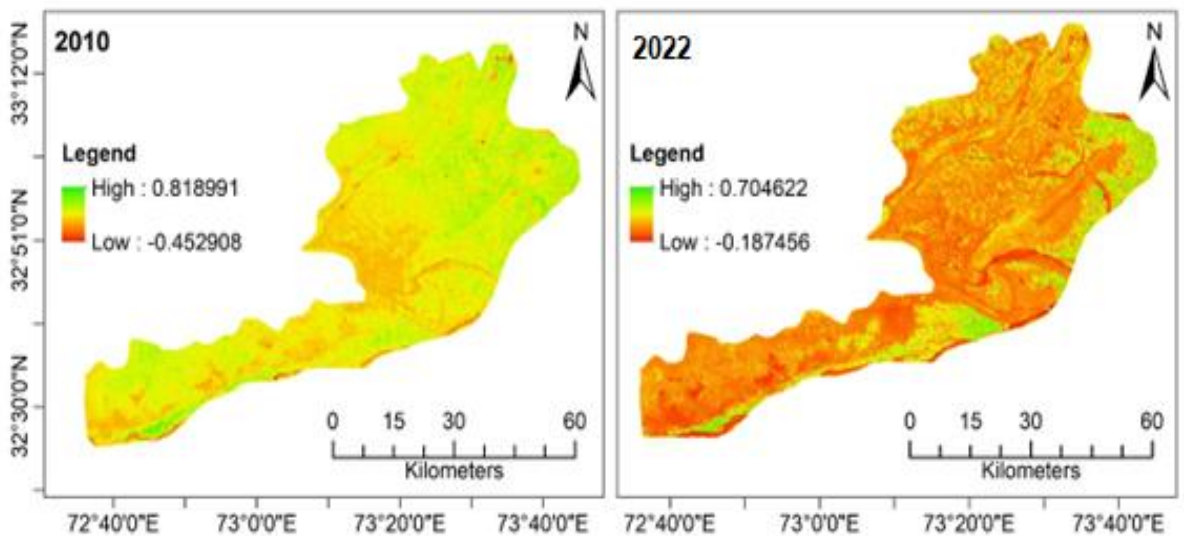 2010
N
Legend
High : 0.818991
Low : -0.452908
0 15 30 60
Kilometers
33°12'0"N
32°51'0"N
32°30'0"N
72°40'0"E 73°0'0"E 73°20'0"E 73°40'0"E
2022
N
Legend
High : 0.704622
Low : -0.187456
0 15 30 60
Kilometers
72°40'0"E 73°0'0"E 73°20'0"E 73°40'0"E